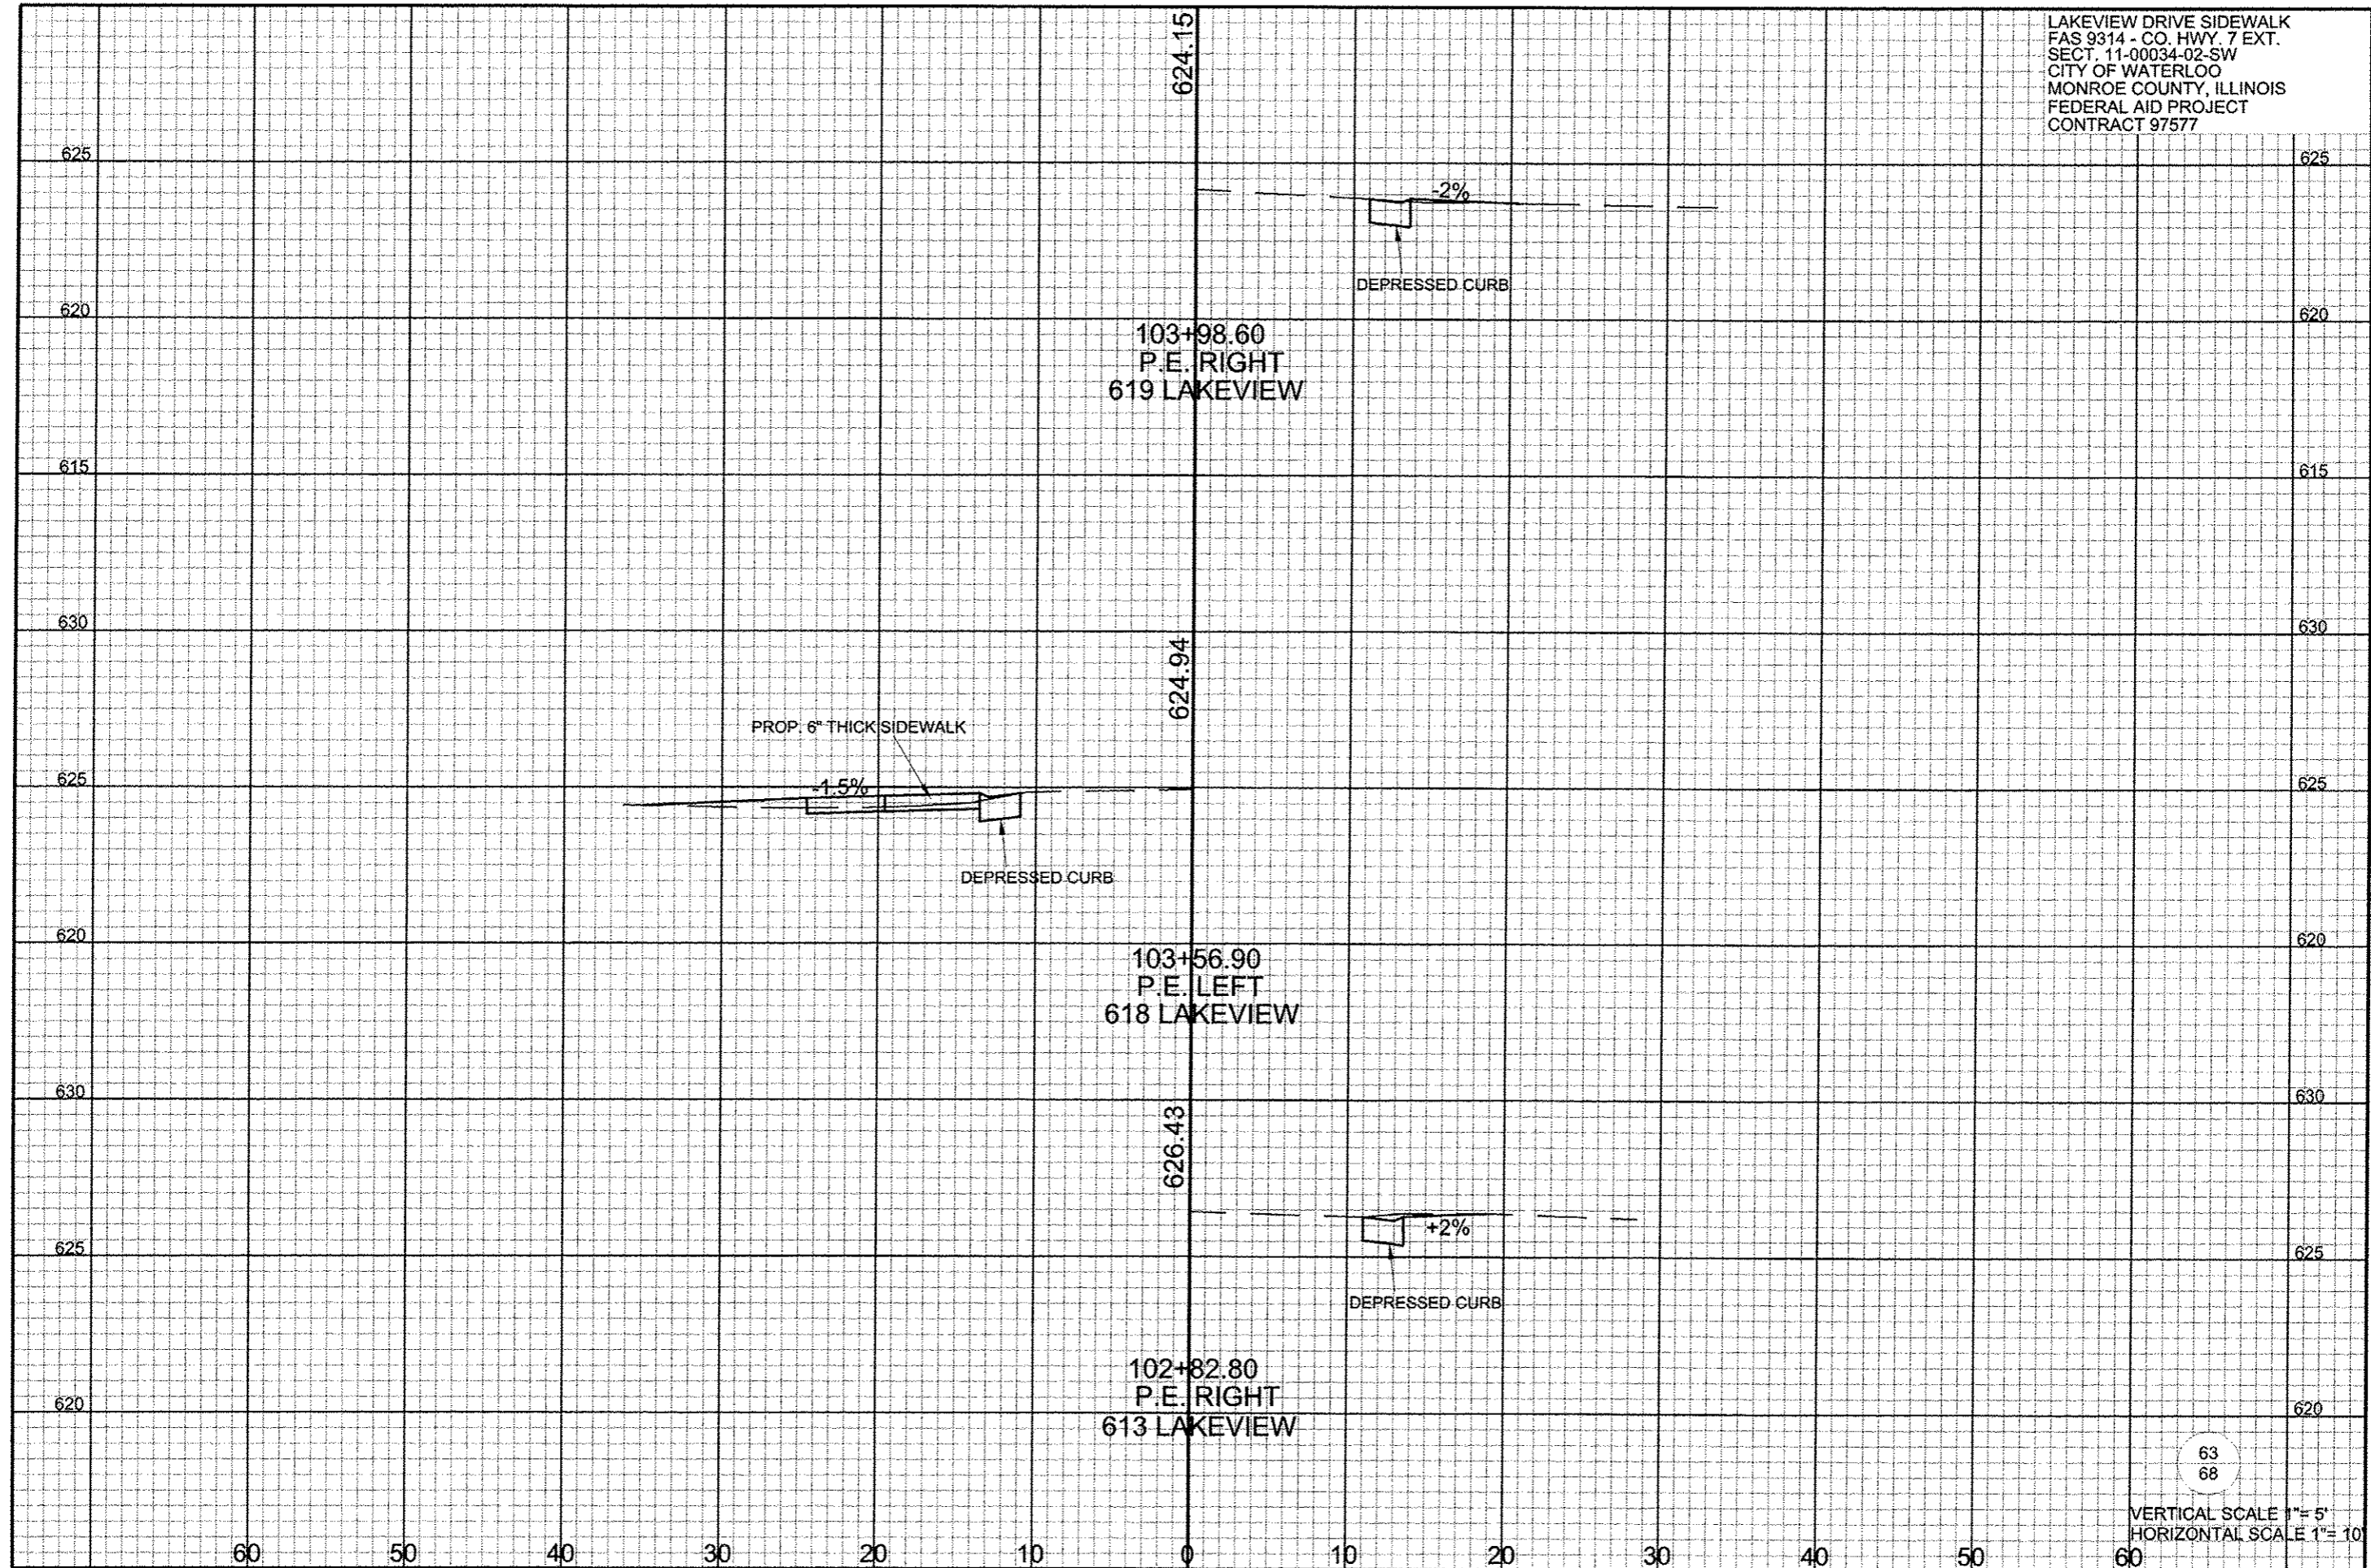 LAKEVIEW DRIVE SIDEWALK
FAS 9314 - CO. HWY. 7 EXT.
SECT. 11-00034-02-SW
CITY OF WATERLOO
MONROE COUNTY, ILLINOIS
FEDERAL AID PROJECT
CONTRACT 97577
624.15
625
625
-2%
DEPRESSED CURB
620
620
103+98.60
P.E. RIGHT
619 LAKEVIEW
615
615
630
630
624.94
PROP. 6" THICK SIDEWALK
625
625
-1.5%
DEPRESSED CURB
620
620
103+56.90
P.E. LEFT
618 LAKEVIEW
630
630
626.43
+2%
625
625
DEPRESSED CURB
102+82.80
P.E. RIGHT
613 LAKEVIEW
620
620
63
68
VERTICAL SCALE 1"= 5'
HORIZONTAL SCALE 1"= 10'
60 50 40 30 20 10 0 10 20 30 40 50 60